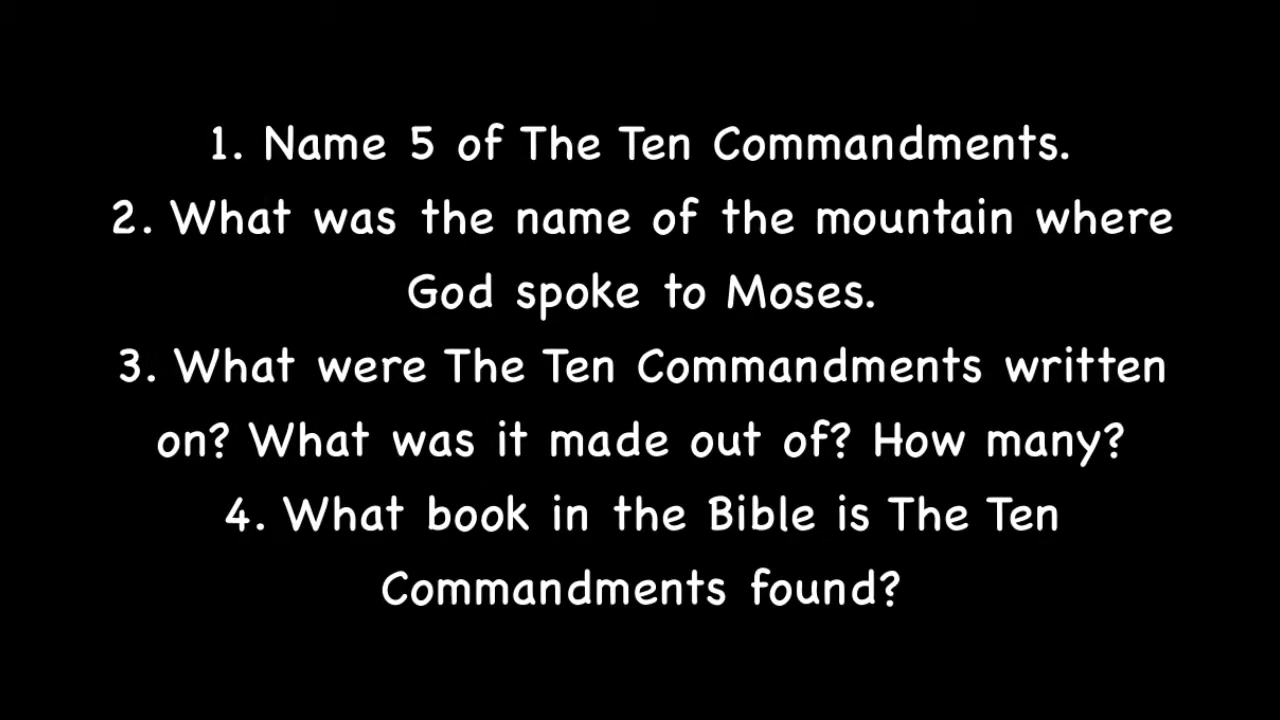 1. Name 5 of The Ten Commandments.
2. What was the name of the mountain where
God spoke to Moses.
3. What were The Ten Commandments written
on? What was it made out of? How many?
4. What book in the Bible is The Ten
Commandments found?